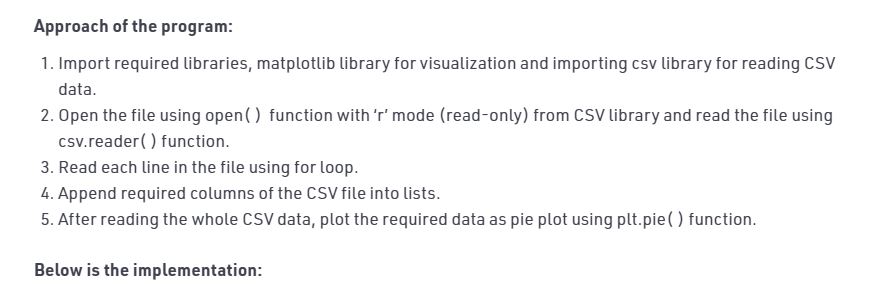 Approach of the program:
1. Import required libraries, matplotlib library for visualization and importing csv library for reading CSV
data.
2. Open the file using open( )  function with ‘r’ mode (read-only) from CSV library and read the file using
csv.reader( ) function.
3. Read each line in the file using for loop.
4. Append required columns of the CSV file into lists.
5. After reading the whole CSV data, plot the required data as pie plot using plt.pie( ) function.
Below is the implementation: